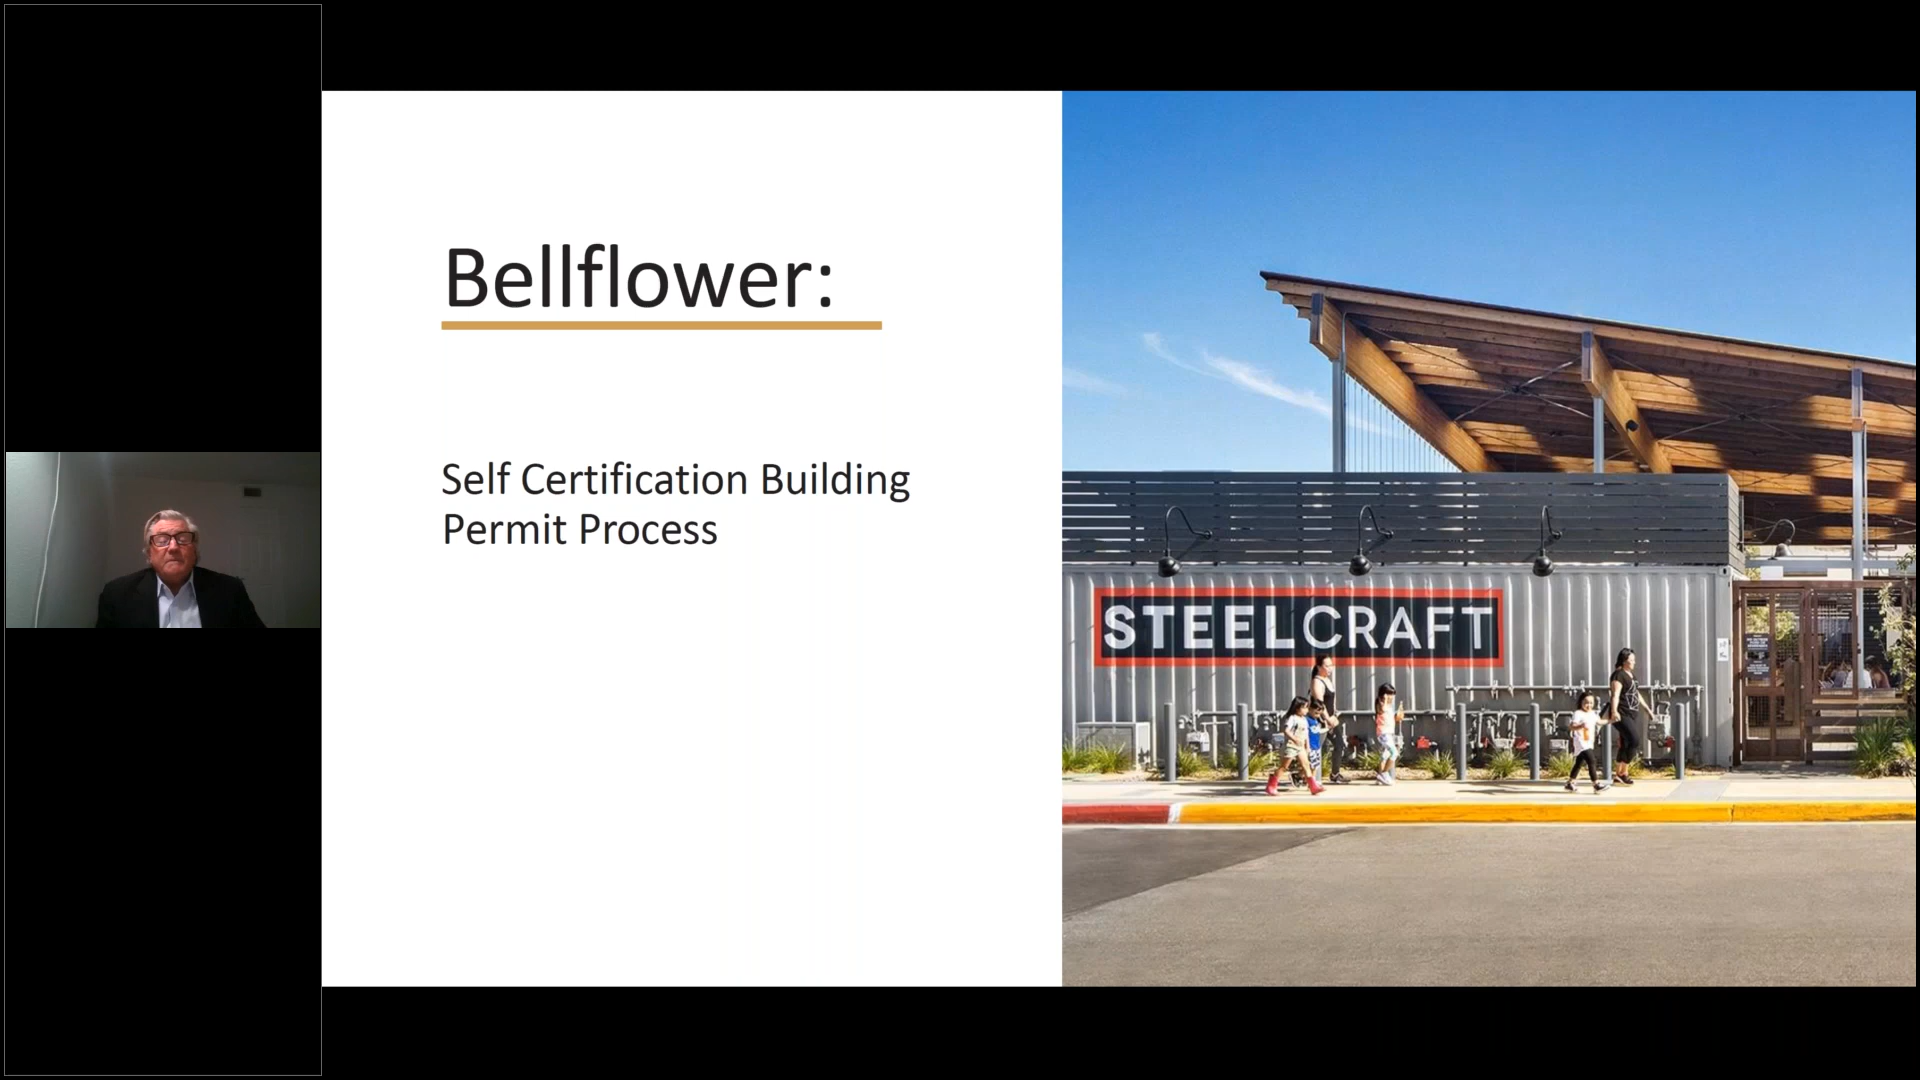 Bellflower:
Self Certification Building
Permit Process
STEELCRAFT